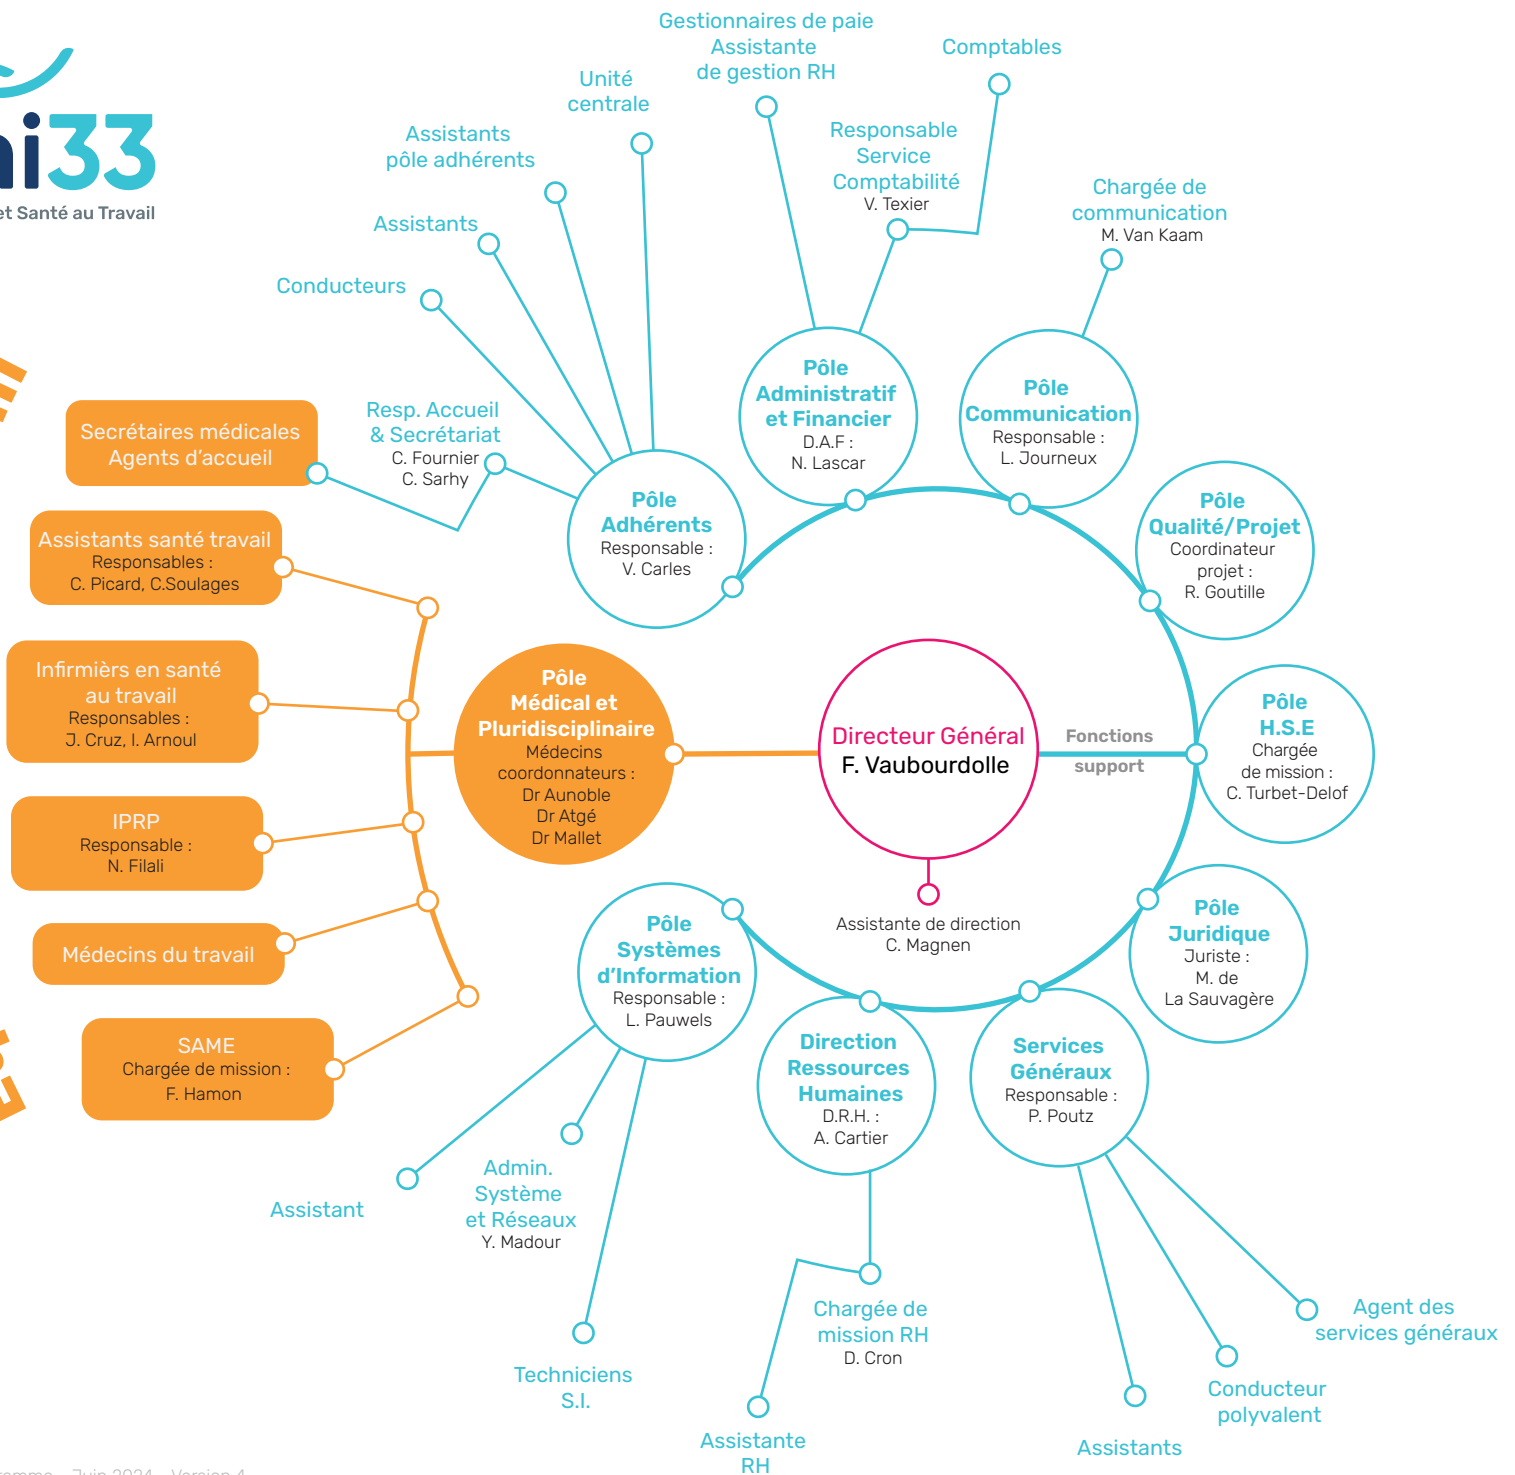 i33
et Santé au Travail
Gestionnaires de paie
Assistante
de gestion RH
Comptables
Unité
centrale
Assistants
pôle adhérents
Responsable
Service
Comptabilité
V. Texier
Chargée de
communication
M. Van Kaam
Assistants
Conducteurs
Resp. Accueil
& Secrétariat
C. Fournier
C. Sarhy
Secrétaires médicales
Agents d'accueil
Pôle
Adhérents
Responsable :
V. Carles
Pôle
Administratif
et Financier
D.A.F :
N. Lascar
Pôle
Communication
Responsable :
L. Journeux
Pôle
Qualité/Projet
Coordinateur
projet :
R. Goutille
Pôle
H.S.E
Chargée
de mission :
C. Turbet-Delof
Pôle
Juridique
Juriste :
M. de
La Sauvagère
Services
Généraux
Responsable :
P. Poutz
Direction
Ressources
Humaines
D.R.H. :
A. Cartier
Pôle
Systèmes
d'Information
Responsable :
L. Pauwels
Directeur Général
F. Vaubourdolle
Fonctions
support
Assistante de direction
C. Magnen
Pôle
Médical et
Pluridisciplinaire
Médecins
coordonnateurs :
Dr Aunoble
Dr Atgé
Dr Mallet
Assistants santé travail
Responsables :
C. Picard, C.Soulages
Infirmièrs en santé
au travail
Responsables :
J. Cruz, I. Arnoul
IPRP
Responsable :
N. Filali
Médecins du travail
SAME
Chargée de mission :
F. Hamon
Assistant
Admin.
Système
et Réseaux
Y. Madour
Techniciens
S.I.
Chargée de
mission RH
D. Cron
Assistante
RH
Agent des
services généraux
Conducteur
polyvalent
Assistants
Juin 2024 - Version 4